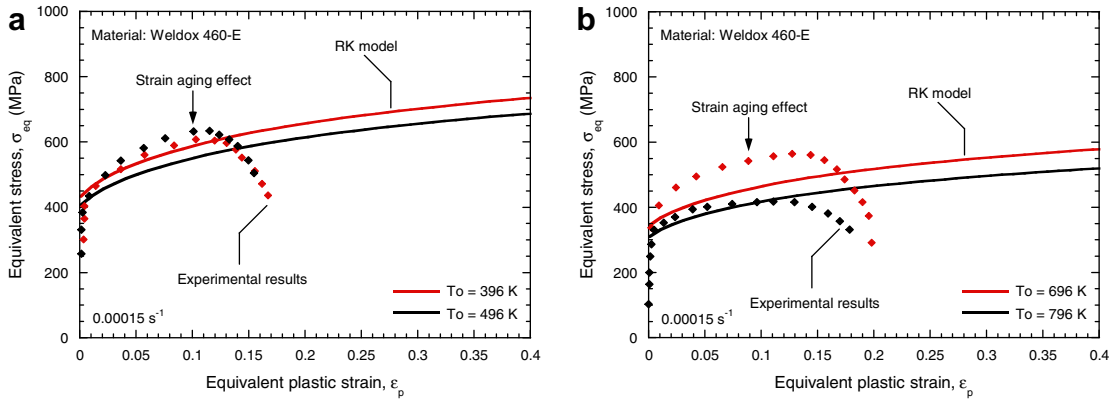 a
Material: Weldox 460-E
RK model
Strain aging effect
Experimental results
To = 396 K
To = 496 K
0.00015 s⁻¹
1000
800
600
400
200
0
0 0.05 0.1 0.15 0.2 0.25 0.3 0.35 0.4
Equivalent stress, σeq (MPa)
Equivalent plastic strain, εp
b
Material: Weldox 460-E
RK model
Strain aging effect
Experimental results
To = 696 K
To = 796 K
0.00015 s⁻¹
1000
800
600
400
200
0
0 0.05 0.1 0.15 0.2 0.25 0.3 0.35 0.4
Equivalent stress, σeq (MPa)
Equivalent plastic strain, εp